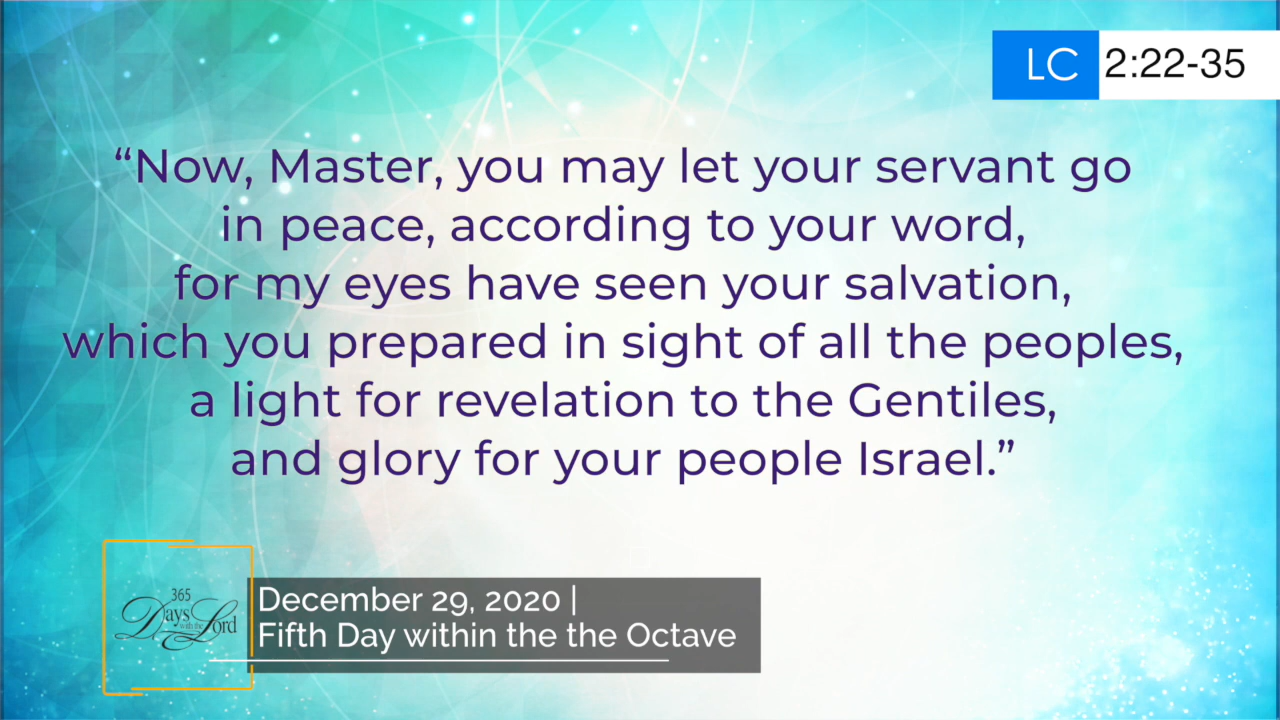 LC 2:22-35
“Now, Master, you may let your servant go
in peace, according to your word,
for my eyes have seen your salvation,
which you prepared in sight of all the peoples,
a light for revelation to the Gentiles,
and glory for your people Israel.”
365
Days with the Lord
December 29, 2020 |
Fifth Day within the the Octave